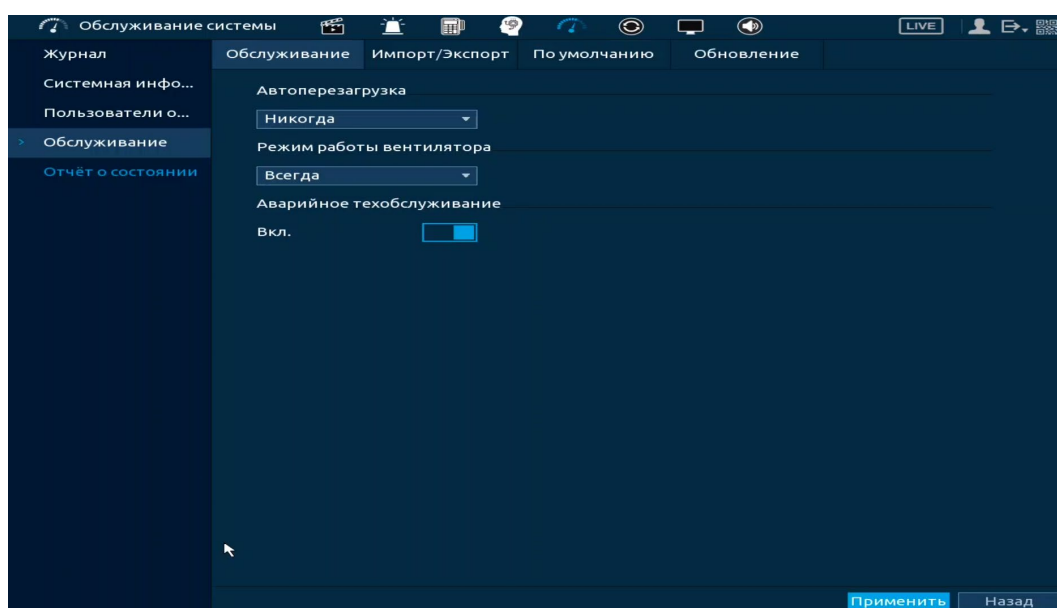 Обслуживание системы
LIVE
Журнал
Системная инфо...
Пользователи о...
Обслуживание
Отчёт о состоянии
Обслуживание Импорт/Экспорт По умолчанию Обновление
Автоперезагрузка
Никогда
Режим работы вентилятора
Всегда
Аварийное техобслуживание
Вкл.
Применить Назад